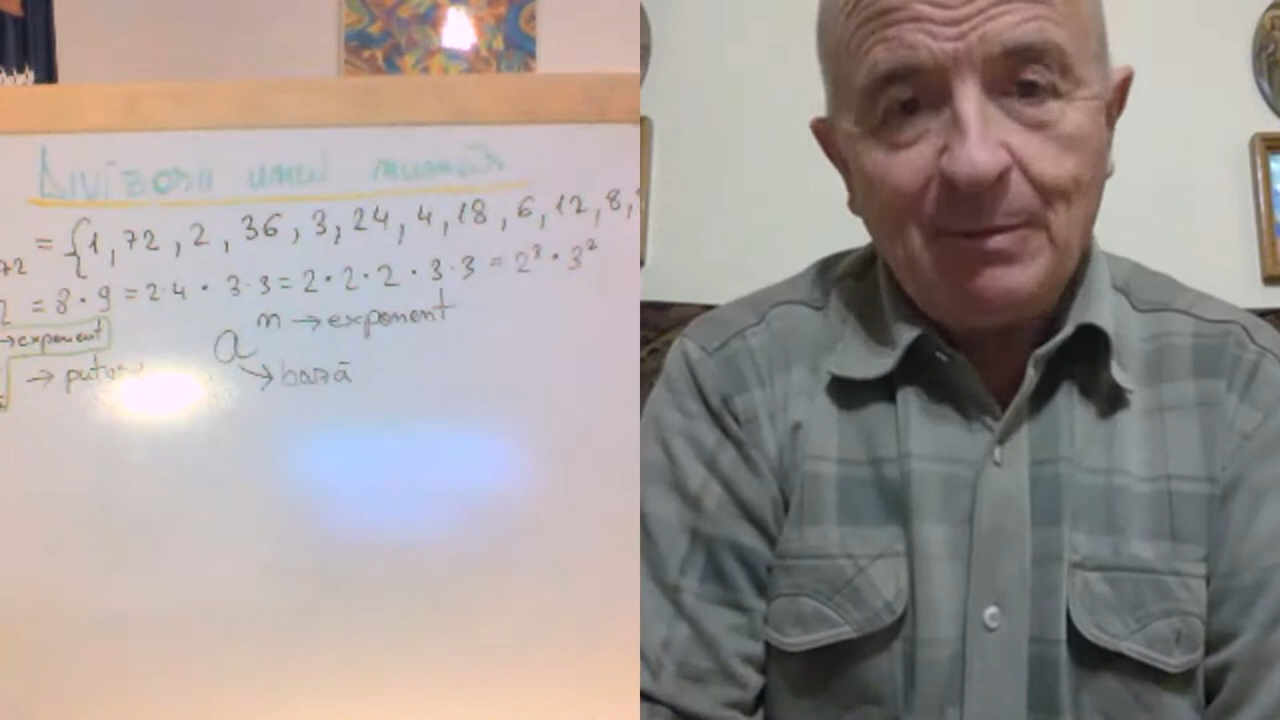 Divizorii unui număr
72 = {1, 72, 2, 36, 3, 24, 4, 18, 6, 12, 8,
2 = 8 · 9 = 2·4 · 3·3 = 2 · 2 · 2 · 3·3 = 2³ · 3²
→exponent
n → exponent
a
→ bază
→